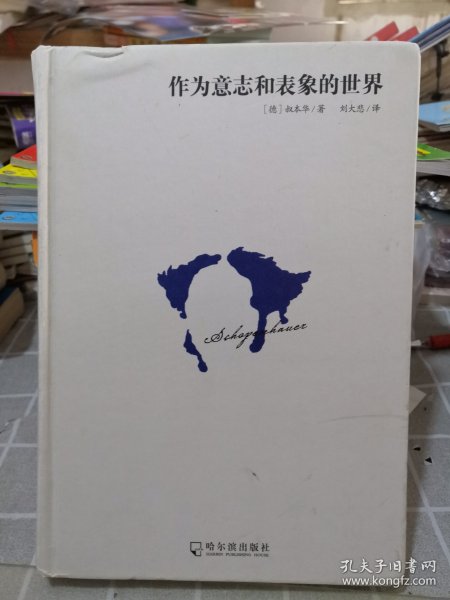 作为意志和表象的世界
[德]叔本华/著 刘大悲/译
Schopenhauer
哈尔滨出版社
HARBIN PUBLISHING HOUSE
孔夫子旧书网
www.kongfz.com